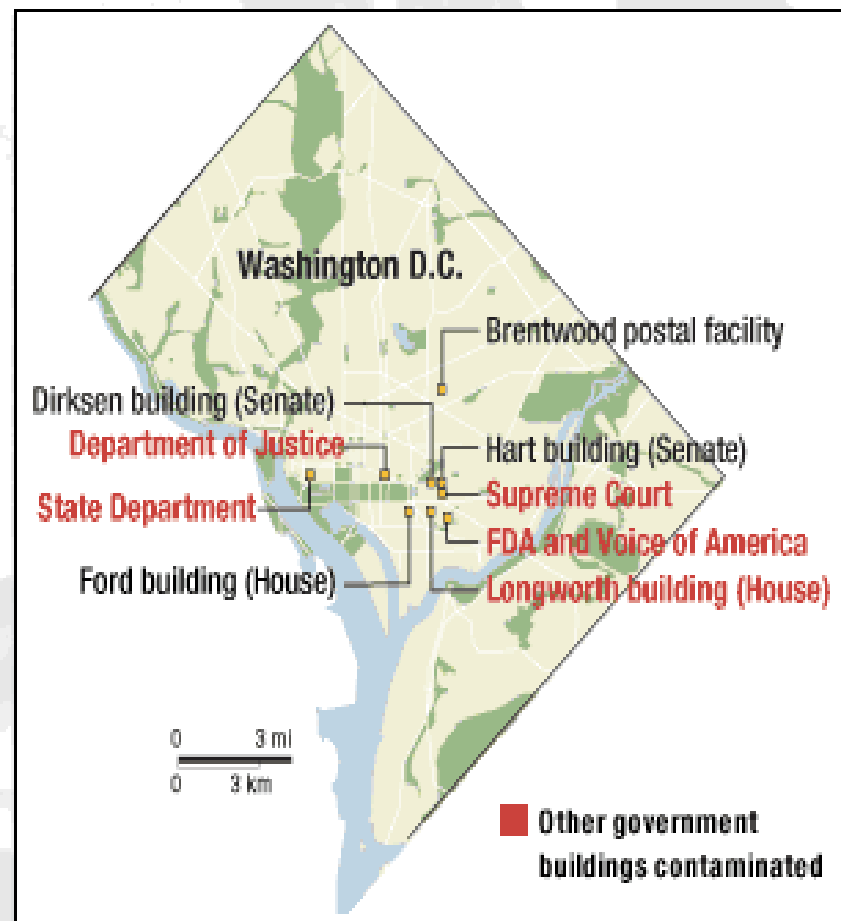 Washington D.C.
Brentwood postal facility
Dirksen building (Senate)
Department of Justice
Hart building (Senate)
State Department
Supreme Court
FDA and Voice of America
Ford building (House)
Longworth building (House)
0 3 mi
0 3 km
Other government
buildings contaminated